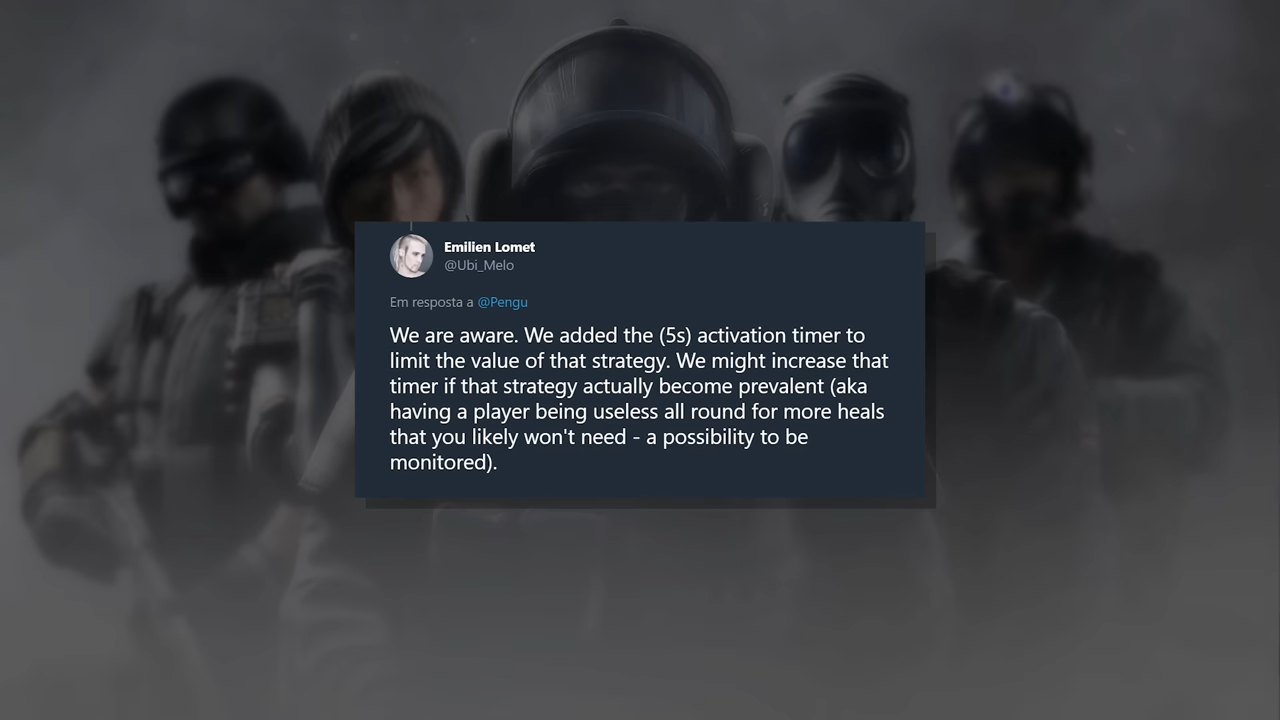 Emilien Lomet
@Ubi_Melo
Em resposta a @Pengu
We are aware. We added the (5s) activation timer to
limit the value of that strategy. We might increase that
timer if that strategy actually become prevalent (aka
having a player being useless all round for more heals
that you likely won't need - a possibility to be
monitored).